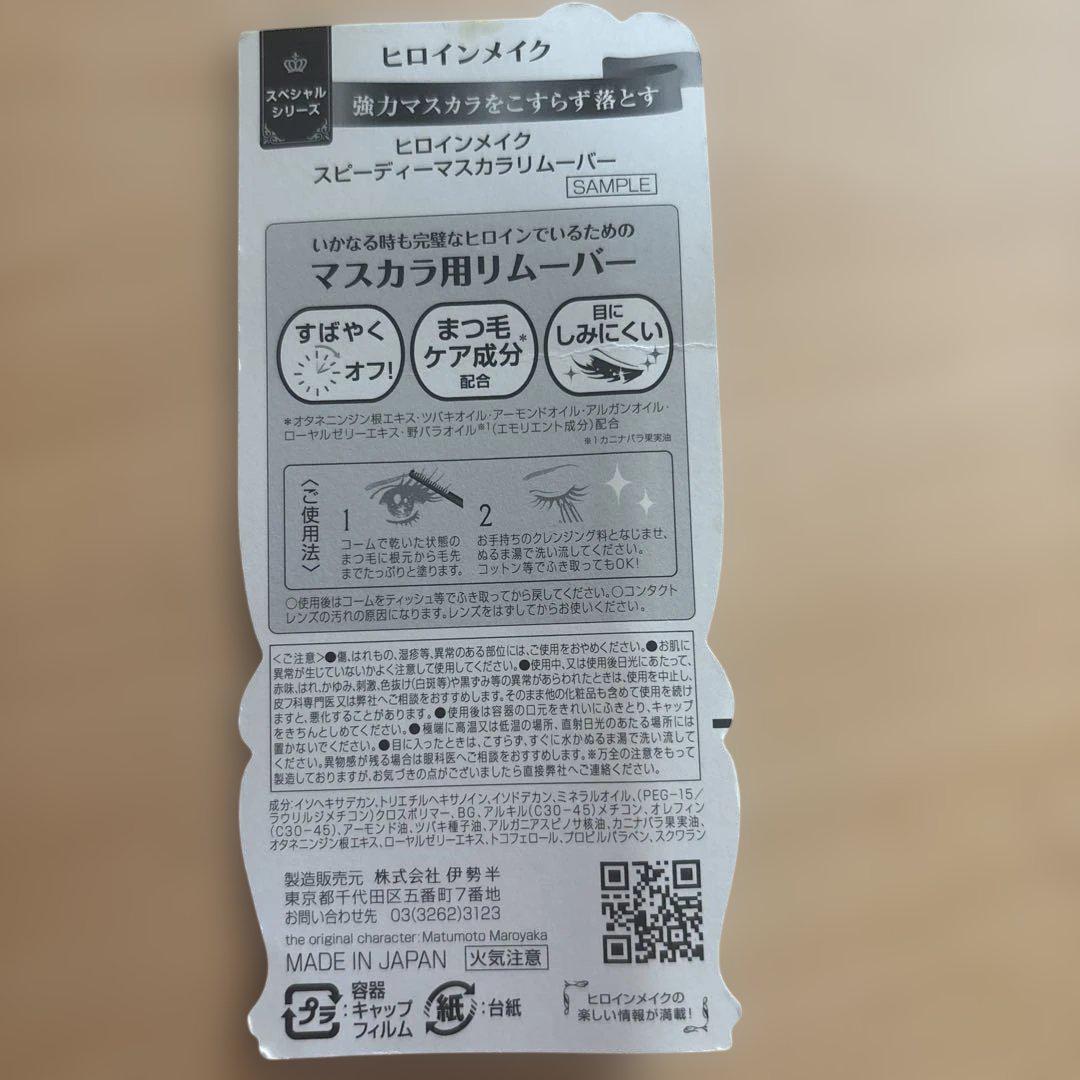 ヒロインメイク
スペシャル
シリーズ
強力マスカラをこすらず落とす
ヒロインメイク
スピーディーマスカラリムーバー
SAMPLE
いかなる時も完璧なヒロインでいるための
マスカラ用リムーバー
すばやく
オフ!
まつ毛
ケア成分*
配合
目に
しみにくい
*オタネニンジン根エキス・ツバキオイル・アーモンドオイル・アルガンオイル・
ローヤルゼリーエキス・野バラオイル※1(エモリエント成分)配合
※1カニナバラ果実油
〈ご使用法〉
1
コームで乾いた状態の
まつ毛に根元から毛先
までたっぷりと塗ります。
2
お手持ちのクレンジング料となじませ、
ぬるま湯で洗い流してください。
コットン等でふき取ってもOK!
○使用後はコームをティッシュ等でふき取ってから戻してください。○コンタクト
レンズの汚れの原因になります。レンズをはずしてからお使いください。
<ご注意>●傷、はれもの、湿疹等、異常のある部位には、ご使用をおやめください。●お肌に
異常が生じていないかよく注意して使用してください。●使用中、又は使用後日光にあたって、
赤味、はれ、かゆみ、刺激、色抜け(白斑等)や黒ずみ等の異常があらわれたときは、使用を中止し、
皮フ科専門医又は弊社へご相談をおすすめします。そのまま他の化粧品も含めて使用を続け
ますと、悪化することがあります。●使用後は容器の口元をきれいにふきとり、キャップ
をきちんとしめてください。●極端に高温又は低温の場所、直射日光のあたる場所には
置かないでください。●目に入ったときは、こすらず、すぐに水かぬるま湯で洗い流して
ください。異物感が残る場合は眼科医へご相談をおすすめします。※万全の注意をもって
製造しておりますが、お気づきの点がございましたら直接弊社へご連絡ください。
成分:イソヘキサデカン、トリエチルヘキサノイン、イソドデカン、ミネラルオイル、(PEG-15/
ラウリルジメチコン)クロスポリマー、BG、アルキル(C30-45)メチコン、オレフィン
(C30-45)、アーモンド油、ツバキ種子油、アルガニアスピノサ核油、カニナバラ果実油、
オタネニンジン根エキス、ローヤルゼリーエキス、トコフェロール、プロピルパラベン、スクワラン
製造販売元 株式会社 伊勢半
東京都千代田区五番町7番地
お問い合わせ先 03(3262)3123
the original character:Matumoto Maroyaka
MADE IN JAPAN 火気注意
プラ:容器
キャップ
フィルム
紙:台紙
ヒロインメイクの
楽しい情報が満載!